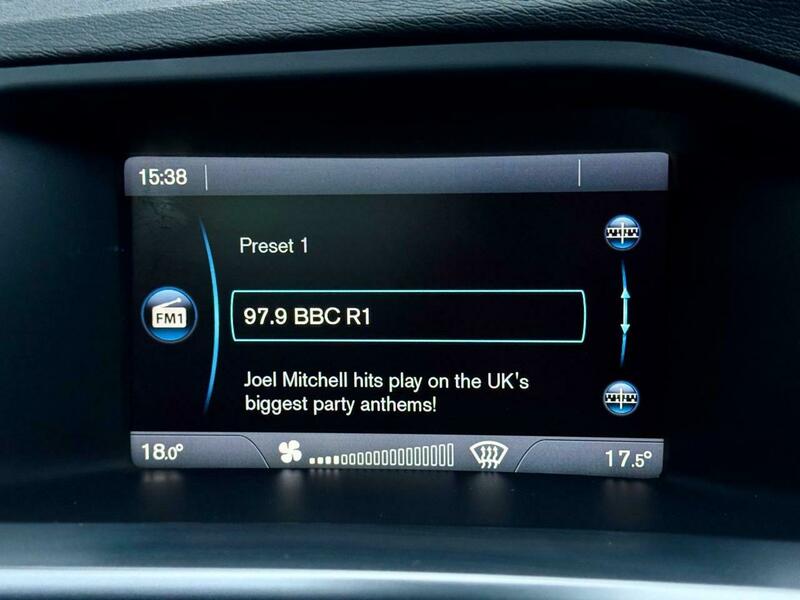 15:38
Preset 1
FM1
97.9 BBC R1
Joel Mitchell hits play on the UK's
biggest party anthems!
18.0°
17.5°